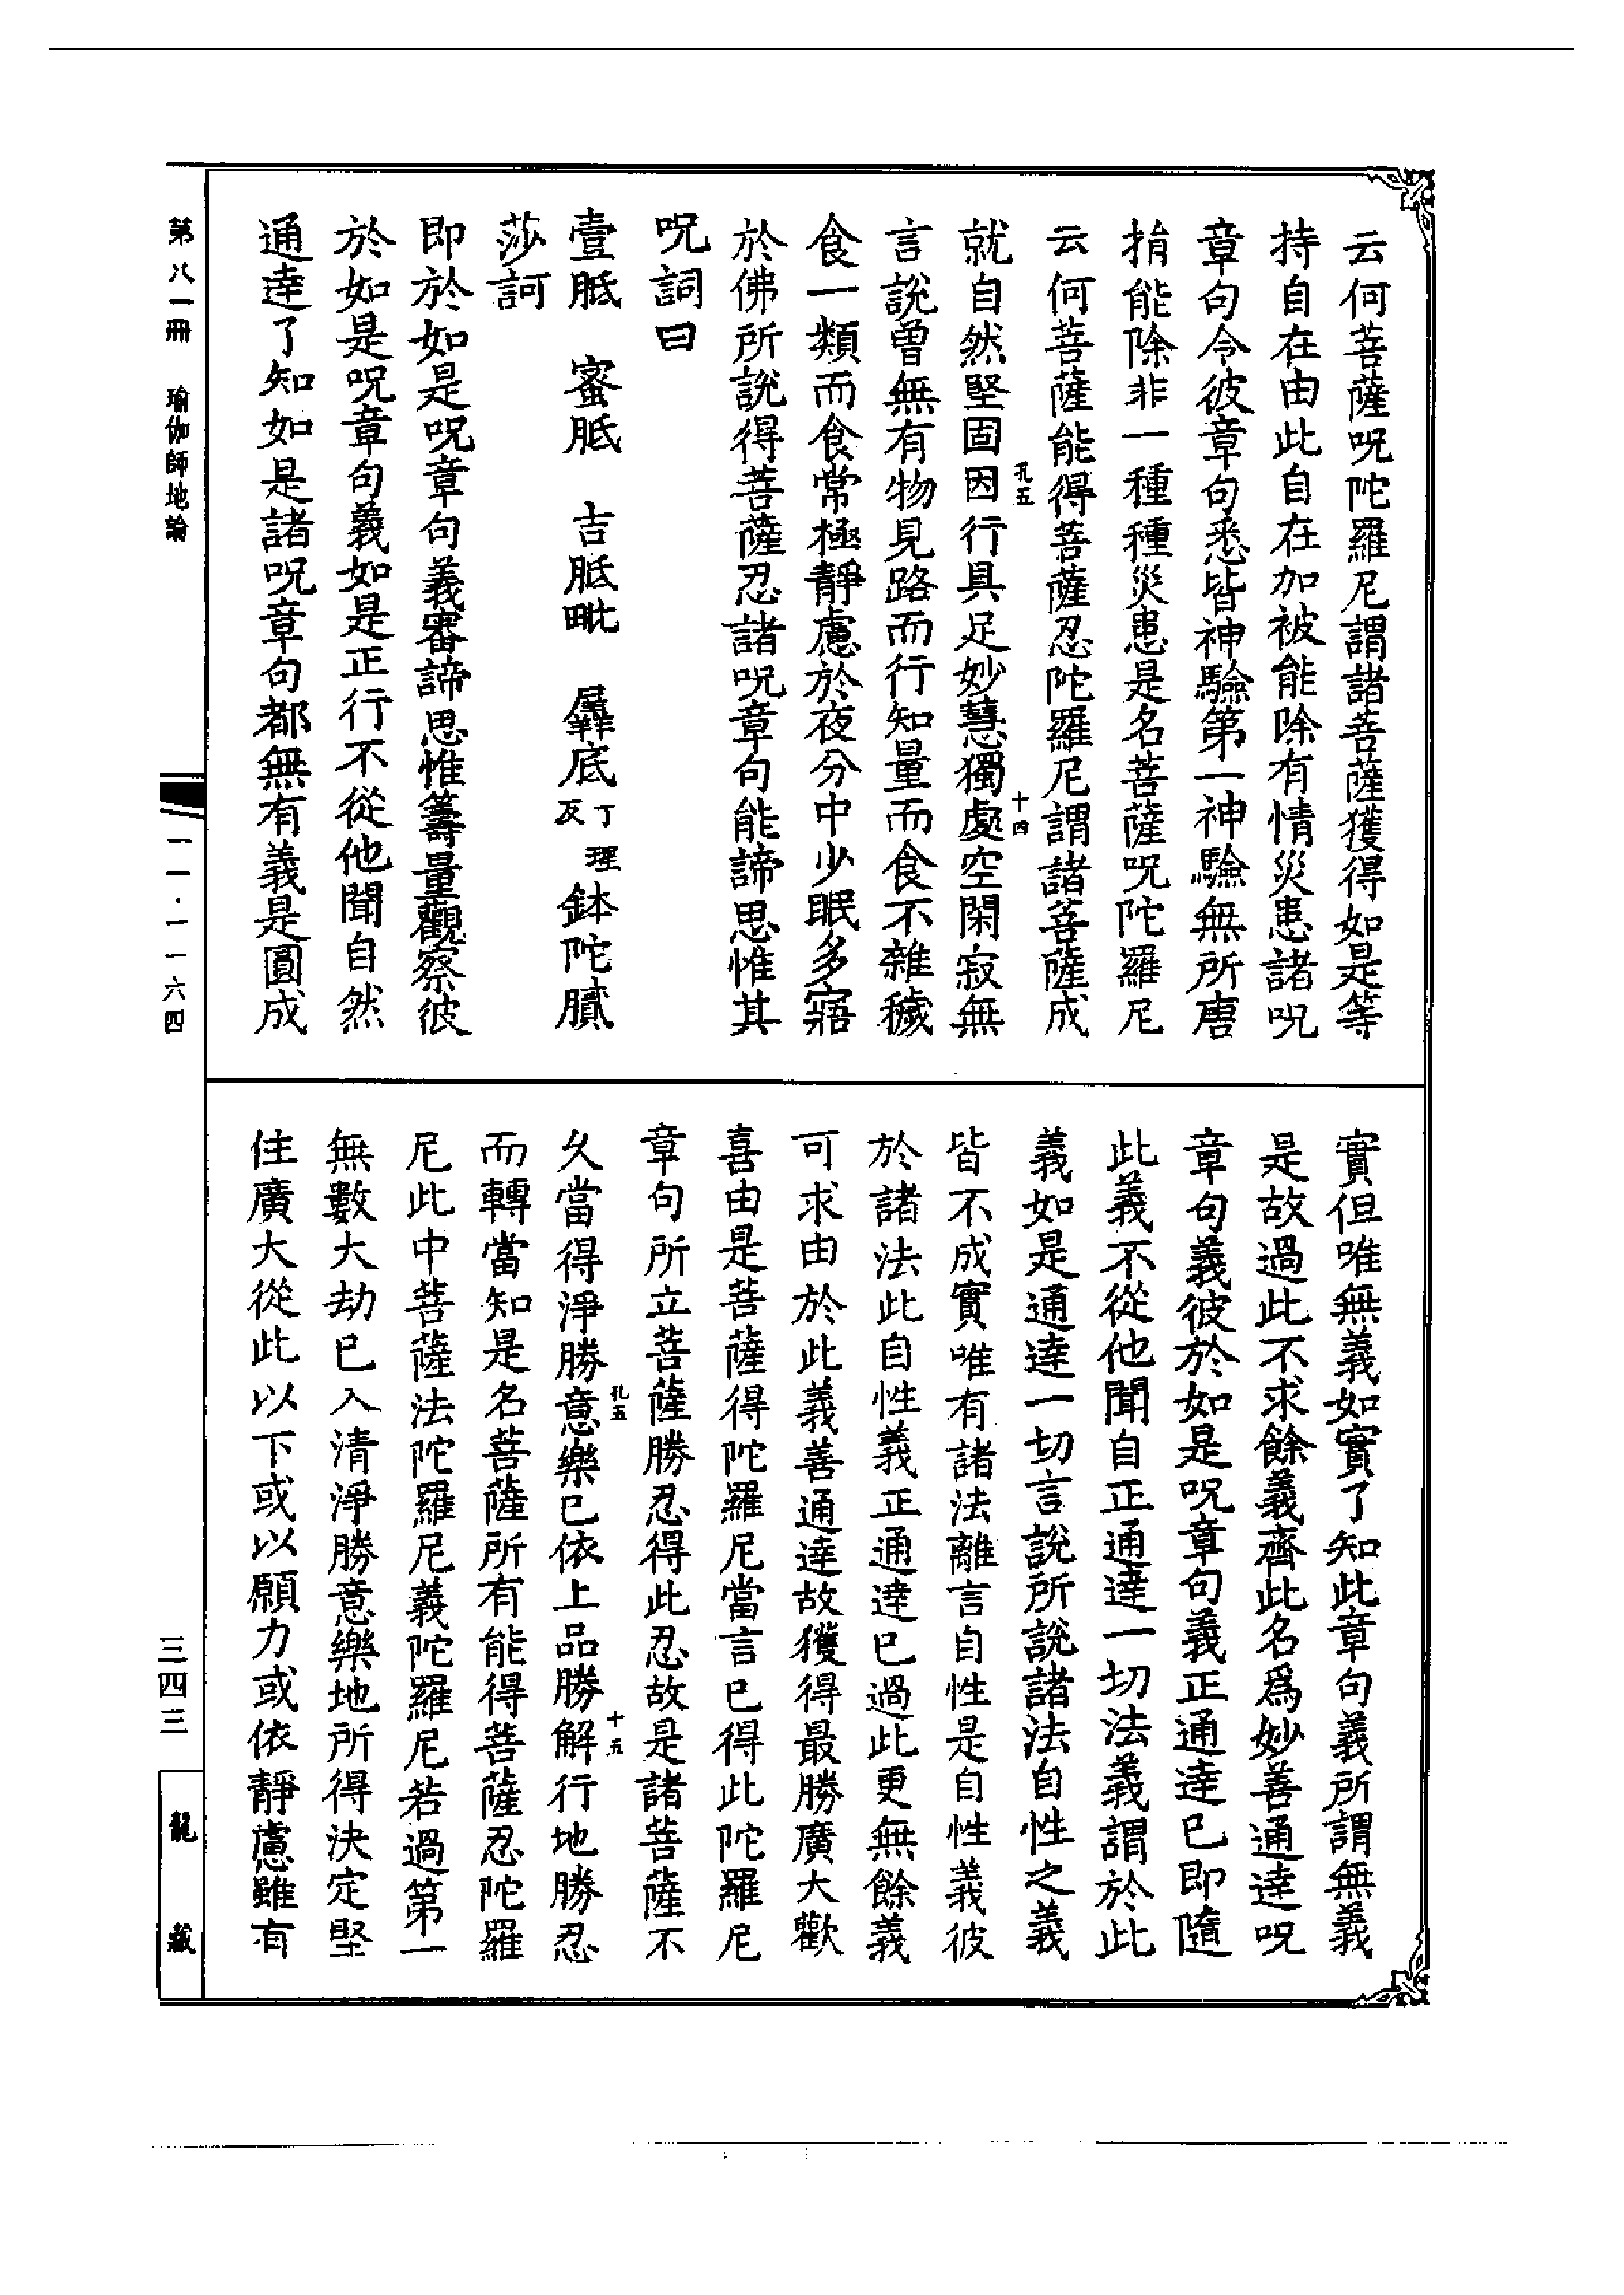 云何菩薩呪陀羅尼謂諸菩薩獲得如是等
持自在由此自在加被能除有情災患諸呪
章句令彼章句悉皆神驗第一神驗無所唐
捐能除非一種種災患是名菩薩呪陀羅尼
云何菩薩能得菩薩忍陀羅尼謂諸菩薩成
孔五
十四
就自然堅固因行具足妙慧獨處空閑寂無
言說曾無有物見路而行知量而食不雜穢
食一類而食常極靜慮於夜分中少眠多寤
於佛所說得菩薩忍諸呪章句能諦思惟其
呪詞曰
壹胝 蜜胝 吉胝毗 羼底丁理反 鉢陀膩
莎訶
即於如是呪章句義審諦思惟籌量觀察彼
於如是呪章句義如是正行不從他聞自然
通達了知如是諸呪章句都無有義是圓成
實但唯無義如實了知此章句義所謂無義
是故過此不求餘義齊此名爲妙善通達呪
章句義彼於如是呪章句義正通達已即隨
此義不從他聞自正通達一切法義謂於此
義如是通達一切言說所說諸法自性之義
皆不成實唯有諸法離言自性是自性義彼
於諸法此自性義正通達已過此更無餘義
可求由於此義善通達故獲得最勝廣大歡
喜由是菩薩得陀羅尼當言已得此陀羅尼
章句所立菩薩勝忍得此忍故是諸菩薩不
孔五
十五
久當得淨勝意樂已依上品勝解行地勝忍
而轉當知是名菩薩所有能得菩薩忍陀羅
尼此中菩薩法陀羅尼義陀羅尼若過第一
無數大劫已入清淨勝意樂地所得決定堅
住廣大從此以下或以願力或依靜慮雖有
第八一冊 瑜伽師地論
一一·一一六四
三四三
龍藏